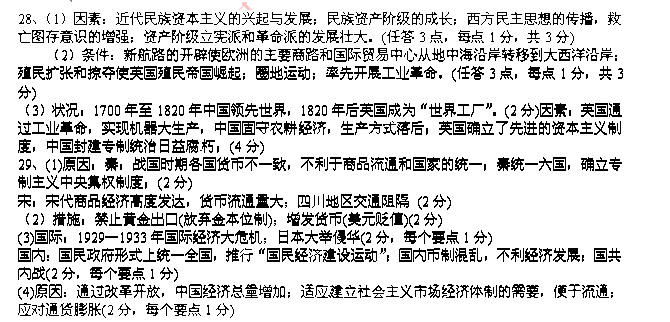 28、（1）因素：近代民族资本主义的兴起与发展；民族资产阶级的成长；西方民主思想的传播，救
亡图存意识的增强；资产阶级立宪派和革命派的发展壮大。（任答 3 点，每点 1 分，共 3 分）
（2）条件：新航路的开辟使欧洲的主要商路和国际贸易中心从地中海沿岸转移到大西洋沿岸；
殖民扩张和掠夺使英国殖民帝国崛起；圈地运动；率先开展工业革命。（任答 3 点，每点 1 分，共 3
分）
（3）状况：1700 年至 1820 年中国领先世界，1820 年后英国成为“世界工厂”。（2 分）因素：英国通
过工业革命，实现机器大生产，中国固守农耕经济，生产方式落后；英国确立了先进的资本主义制
度，中国封建专制统治日益腐朽；（4 分）
29、（1)原因：秦：战国时期各国货币不一致，不利于商品流通和国家的统一；秦统一六国，确立专
制主义中央集权制度；（2 分）
宋：宋代商品经济高度发达，货币流通量大；四川地区交通阻隔 (2 分）
（2）措施：禁止黄金出口(放弃金本位制)；增发货币(美元贬值)(2 分）
(3)国际：1929—1933 年国际经济大危机；日本大举侵华(2 分，每个要点 1 分）
国内：国民政府形式上统一全国，推行“国民经济建设运动”；国内币制混乱，不利经济发展；国共
内战(2 分，每个要点 1 分）
(4)原因：通过改革开放，中国经济总量增加；适应建立社会主义市场经济体制的需要，便于流通；
应对通货膨胀(2 分，每个要点 1 分）